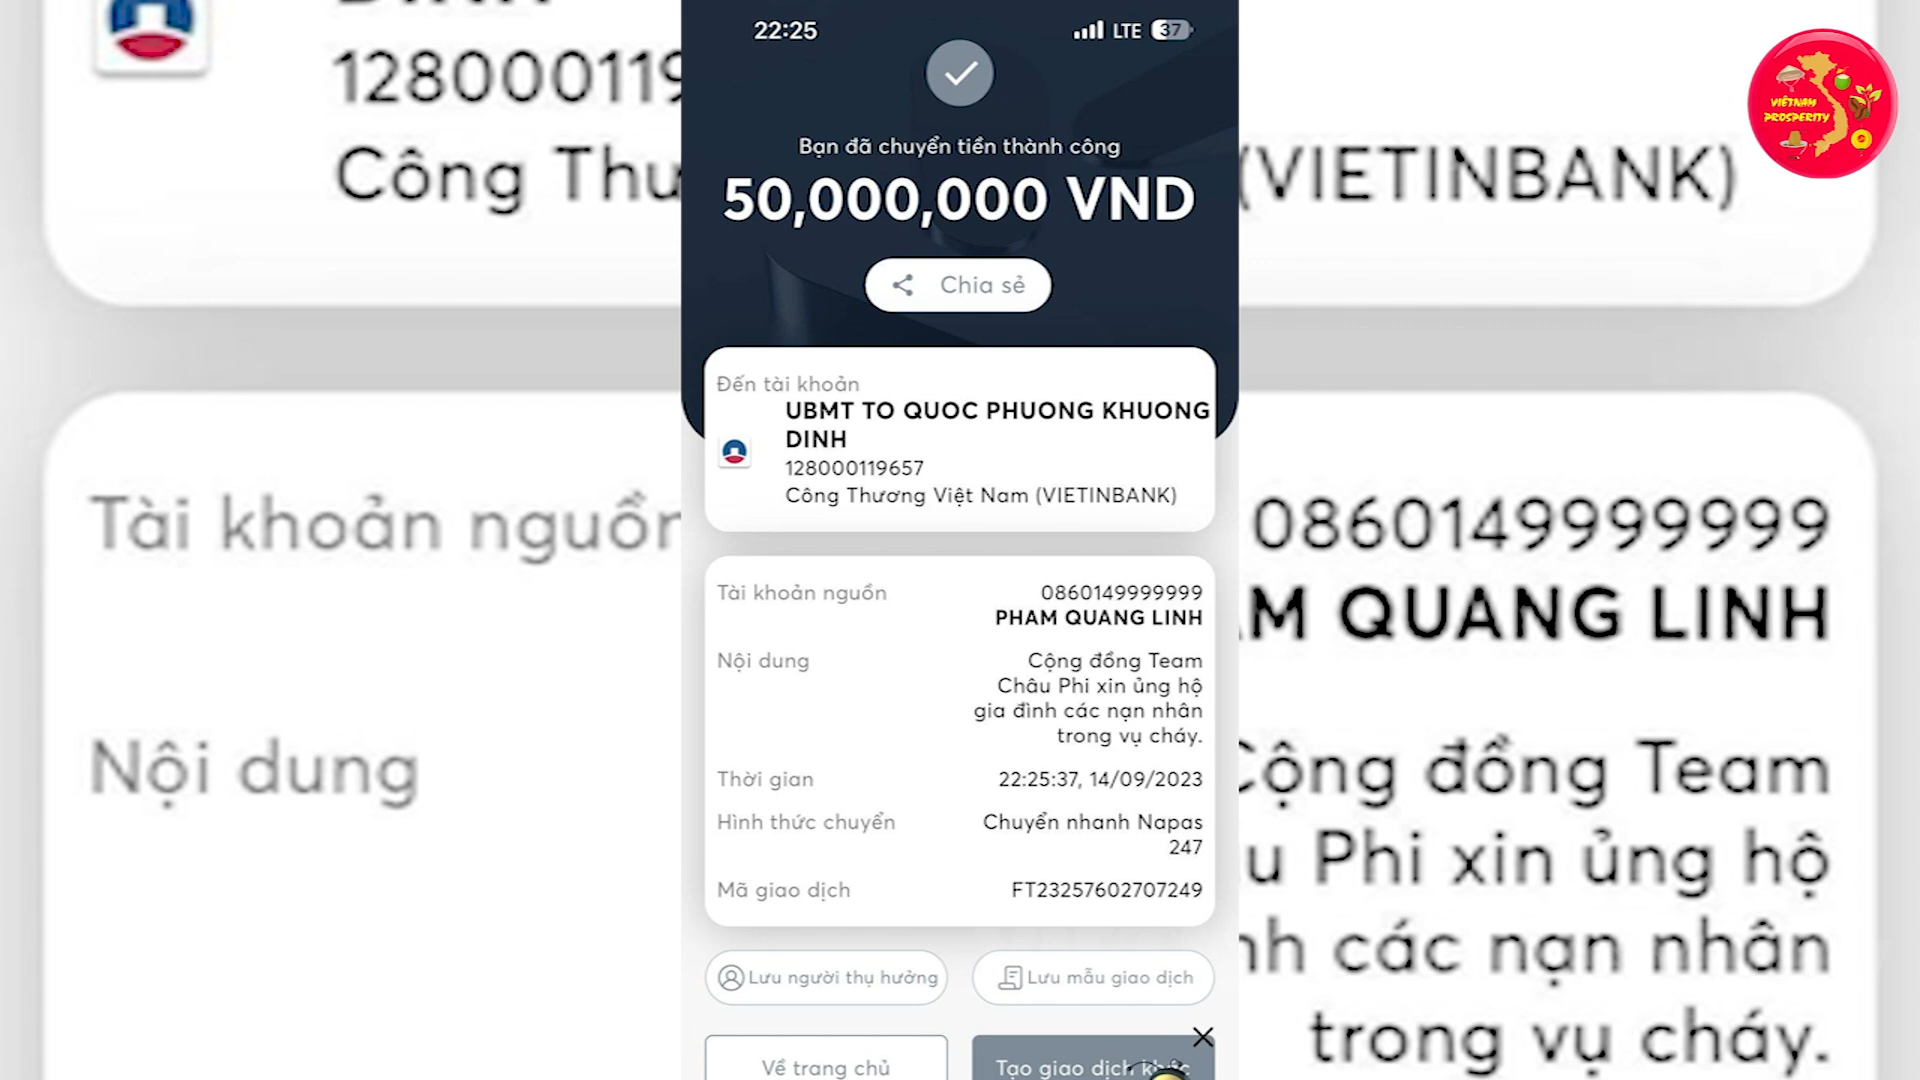 22:25
LTE
37
Bạn đã chuyển tiền thành công
50,000,000 VND
Chia sẻ
Đến tài khoản
UBMT TO QUOC PHUONG KHUONG
DINH
128000119657
Công Thương Việt Nam (VIETINBANK)
Tài khoản nguồn
0860149999999
PHAM QUANG LINH
Nội dung
Cộng đồng Team
Châu Phi xin ủng hộ
gia đình các nạn nhân
trong vụ cháy.
Thời gian
22:25:37, 14/09/2023
Hình thức chuyển
Chuyển nhanh Napas
247
Mã giao dịch
FT23257602707249
Lưu người thụ hưởng
Lưu mẫu giao dịch
Về trang chủ
Tạo giao dịch khác
12800011
Công Thư
(VIETINBANK)
Tài khoản nguồn
0860149999999
M QUANG LINH
Nội dung
Cộng đồng Team
u Phi xin ủng hộ
nh các nạn nhân
trong vụ cháy.
VIETNAM
PROSPERITY